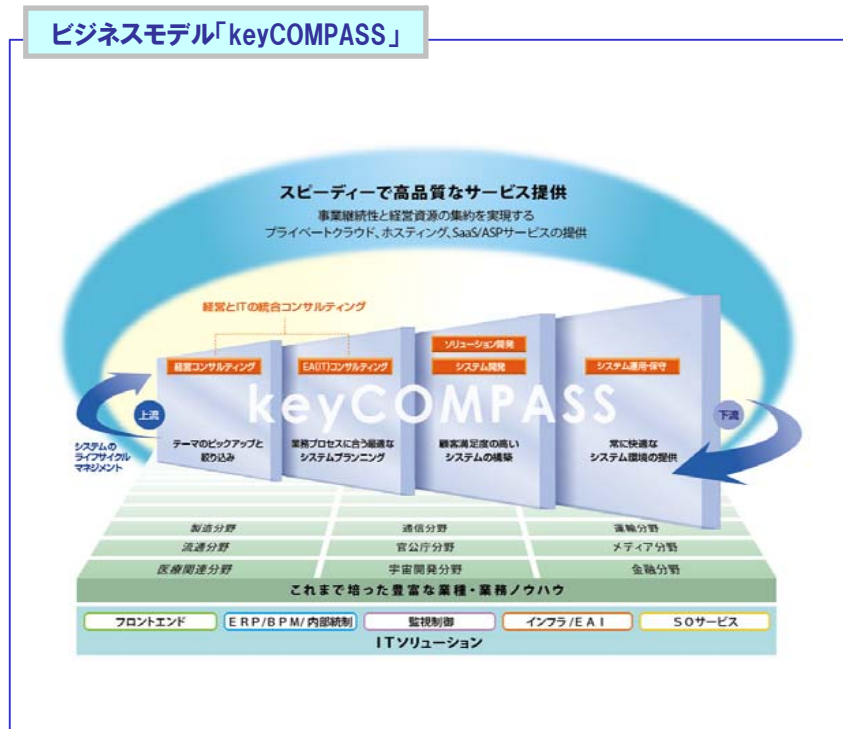 ビジネスモデル「keyCOMPASS」
スピーディーで高品質なサービス提供
事業継続性と経営資源の集約を実現する
プライベートクラウド、ホスティング、SaaS/ASPサービスの提供
経営とITの統合コンサルティング
経営コンサルティング
EA(IT)コンサルティング
ソリューション開発
システム開発
システム運用・保守
keyCOMPASS
上流
下流
システムの
ライフサイクル
マネジメント
テーマのピックアップと
絞り込み
業務プロセスに合う最適な
システムプランニング
顧客満足度の高い
システムの構築
常に快適な
システム環境の提供
製造分野 通信分野 運輸分野
流通分野 官公庁分野 メディア分野
医療関連分野 宇宙開発分野 金融分野
これまで培った豊富な業種・業務ノウハウ
フロントエンド ERP/BPM/内部統制 監視制御 インフラ/EAI SOサービス
ITソリューション